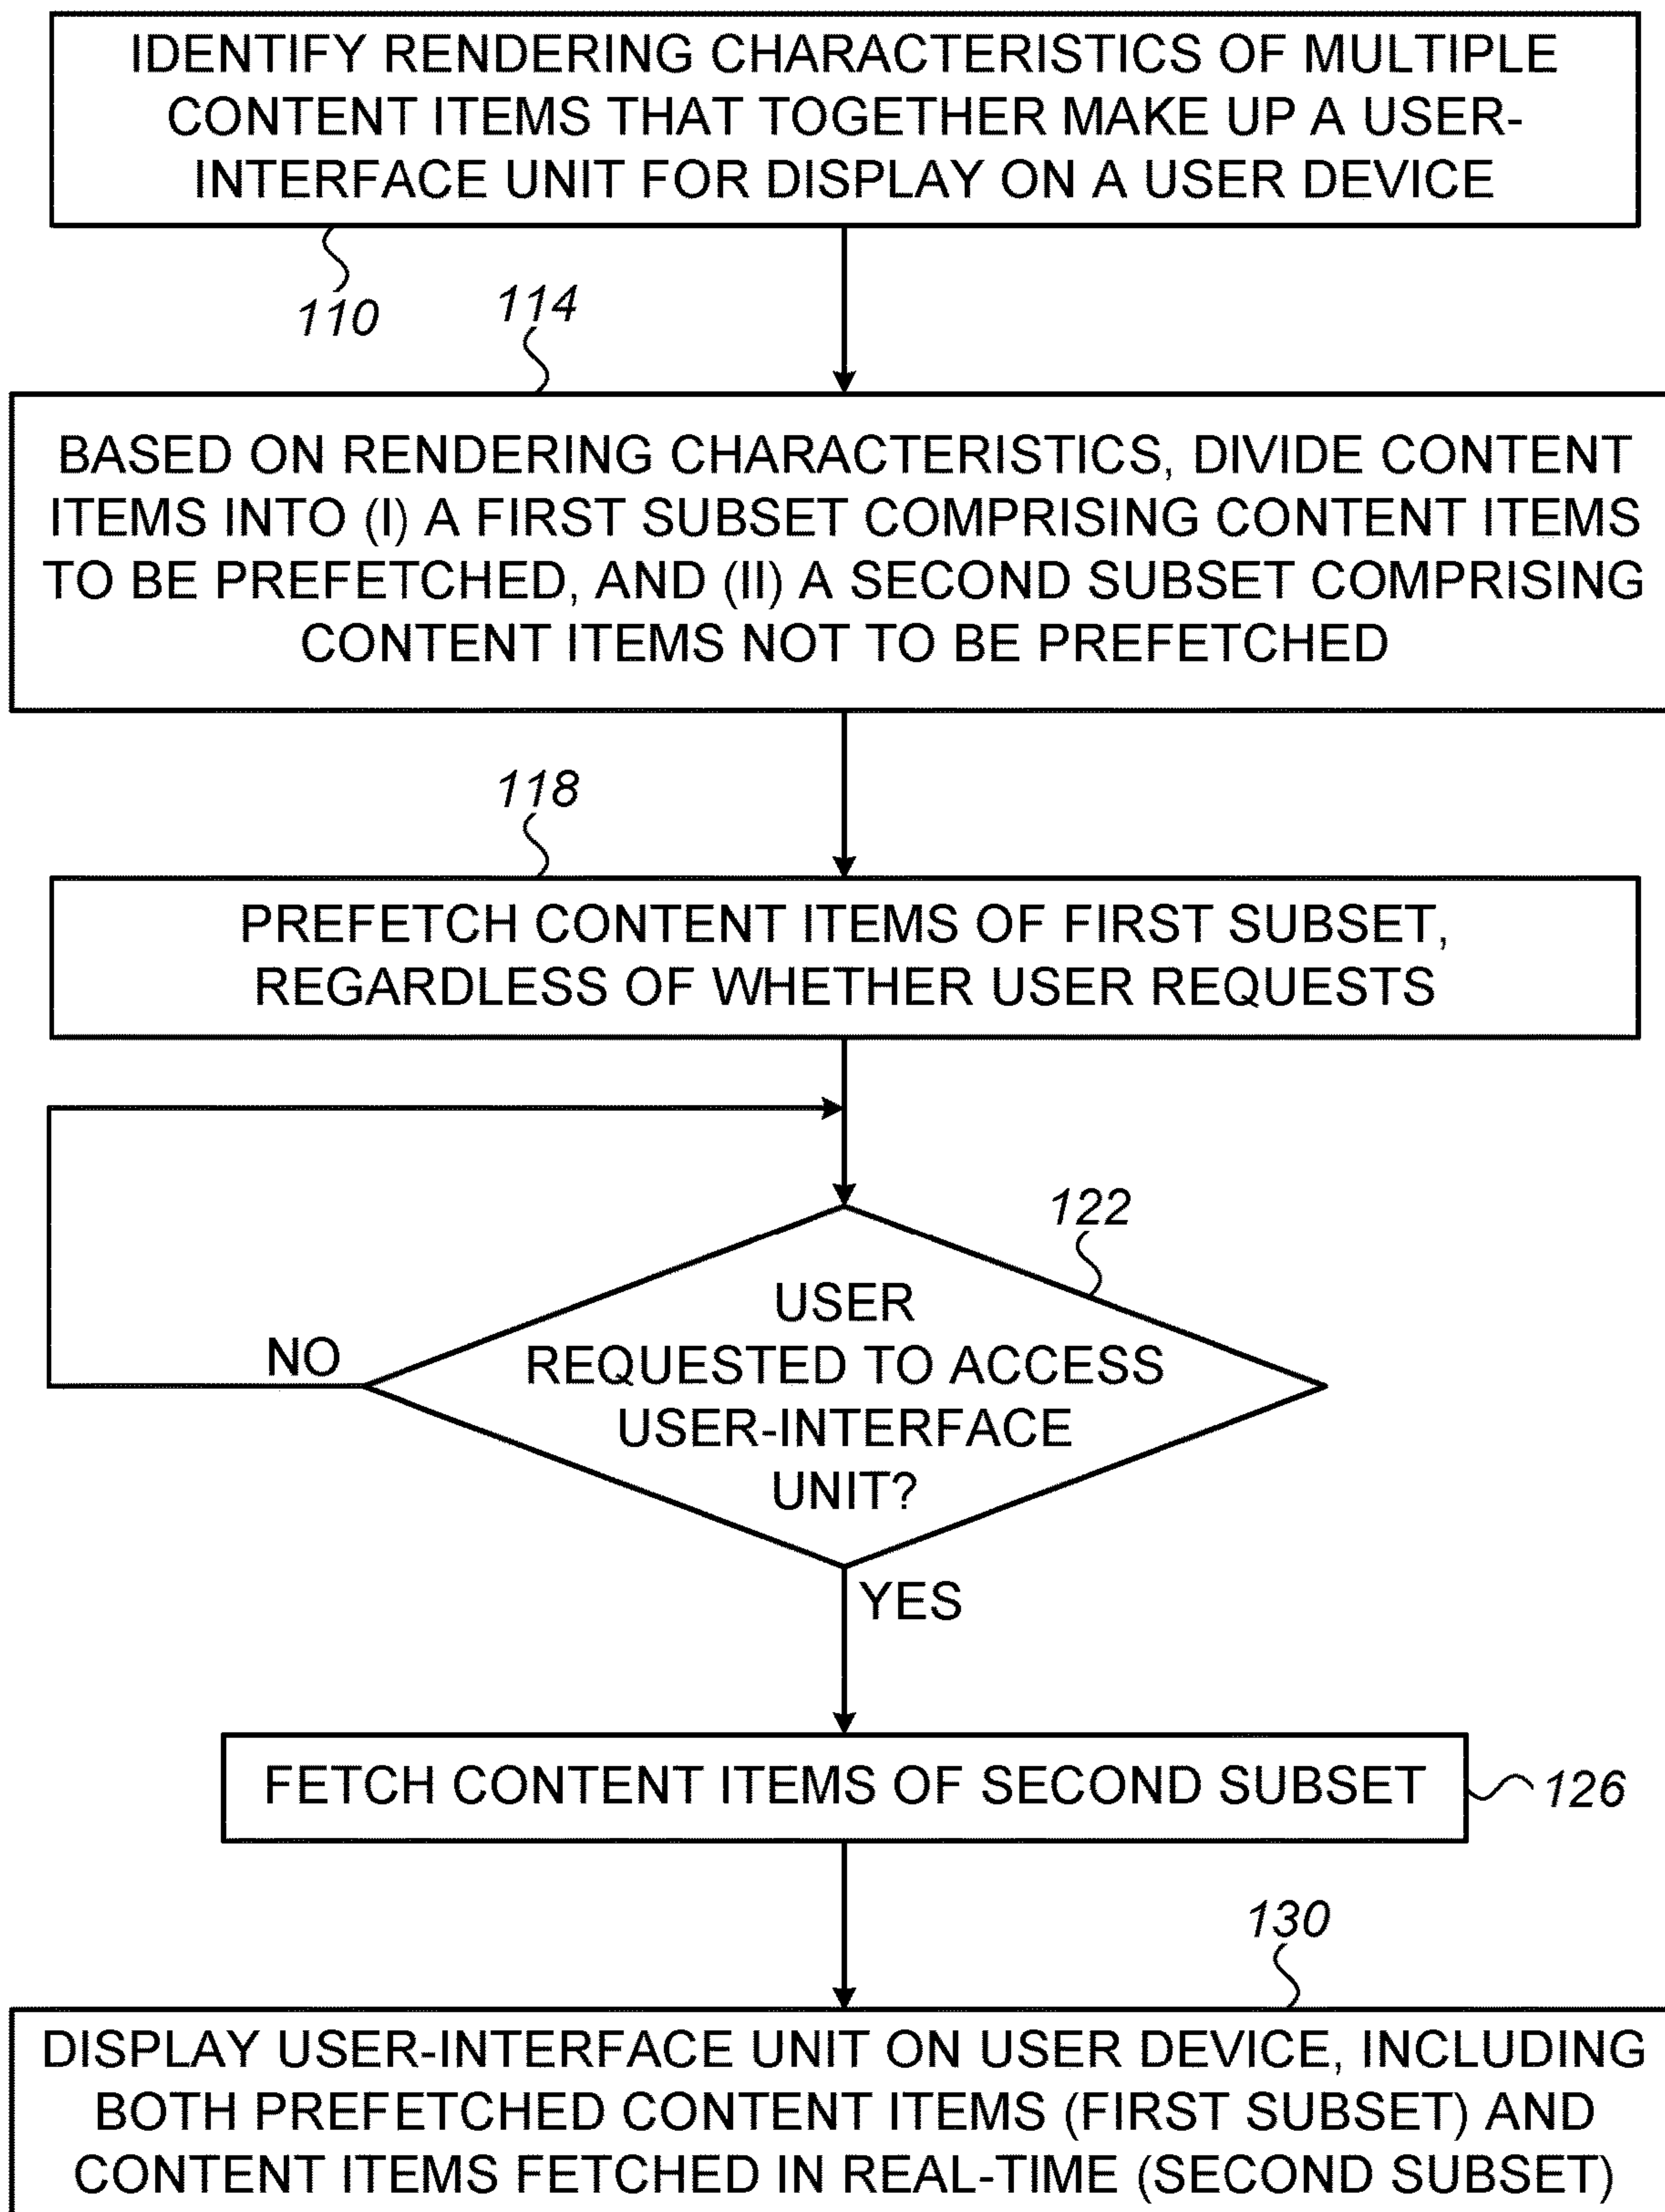 IDENTIFY RENDERING CHARACTERISTICS OF MULTIPLE
CONTENT ITEMS THAT TOGETHER MAKE UP A USER-
INTERFACE UNIT FOR DISPLAY ON A USER DEVICE
110
114
BASED ON RENDERING CHARACTERISTICS, DIVIDE CONTENT
ITEMS INTO (I) A FIRST SUBSET COMPRISING CONTENT ITEMS
TO BE PREFETCHED, AND (II) A SECOND SUBSET COMPRISING
CONTENT ITEMS NOT TO BE PREFETCHED
118
PREFETCH CONTENT ITEMS OF FIRST SUBSET,
REGARDLESS OF WHETHER USER REQUESTS
122
USER
REQUESTED TO ACCESS
USER-INTERFACE
UNIT?
NO
YES
FETCH CONTENT ITEMS OF SECOND SUBSET
126
130
DISPLAY USER-INTERFACE UNIT ON USER DEVICE, INCLUDING
BOTH PREFETCHED CONTENT ITEMS (FIRST SUBSET) AND
CONTENT ITEMS FETCHED IN REAL-TIME (SECOND SUBSET)